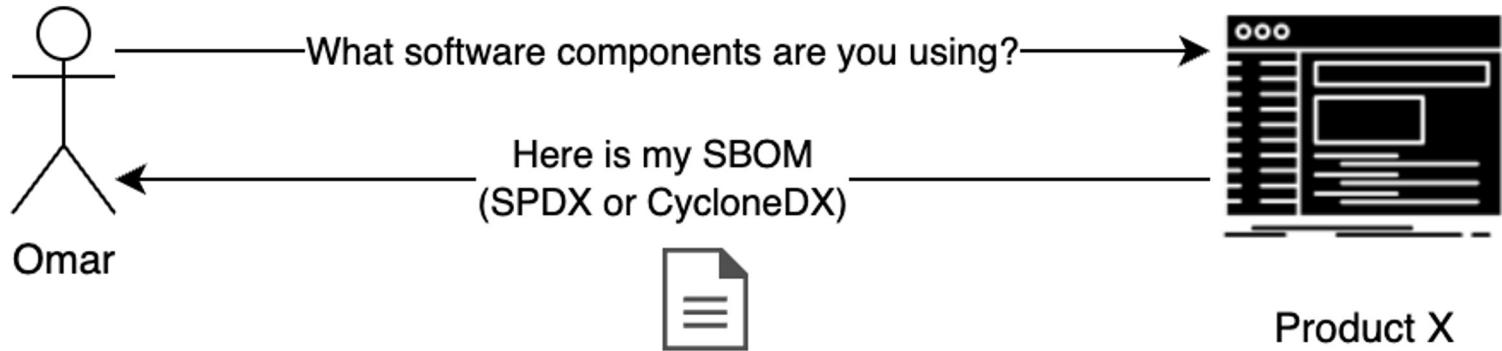 What software components are you using?
Here is my SBOM
(SPDX or CycloneDX)
Omar
Product X